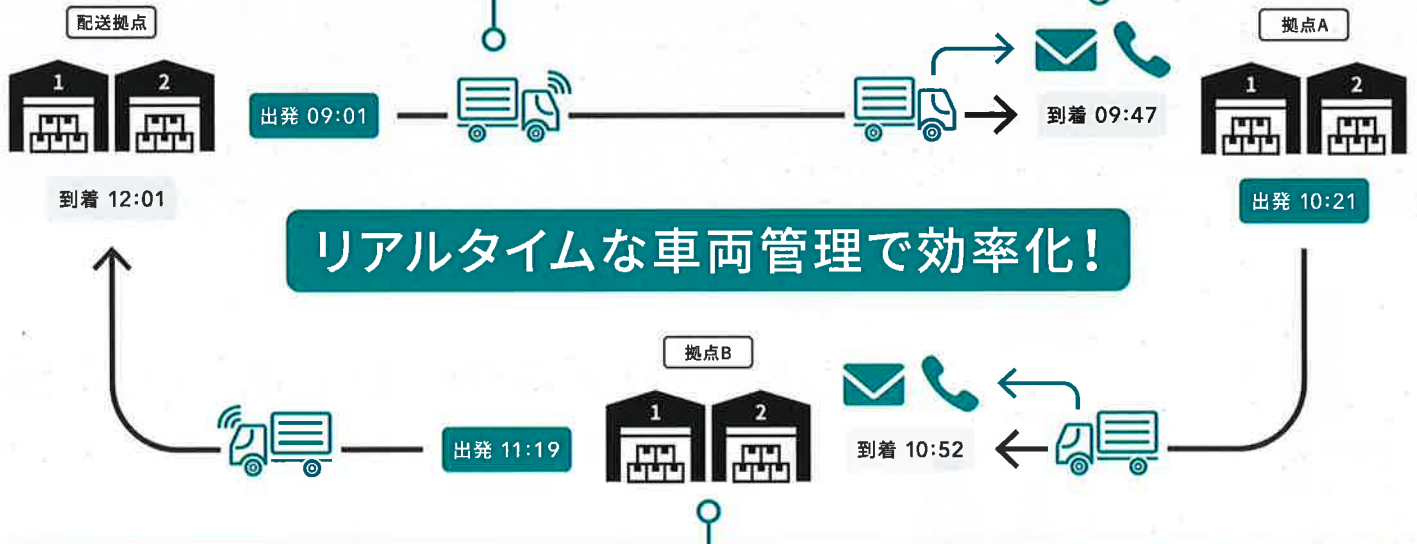 配送拠点
1 2
出発 09:01
到着 09:47
拠点A
1 2
到着 12:01
出発 10:21
リアルタイムな車両管理で効率化!
拠点B
1 2
出発 11:19
到着 10:52